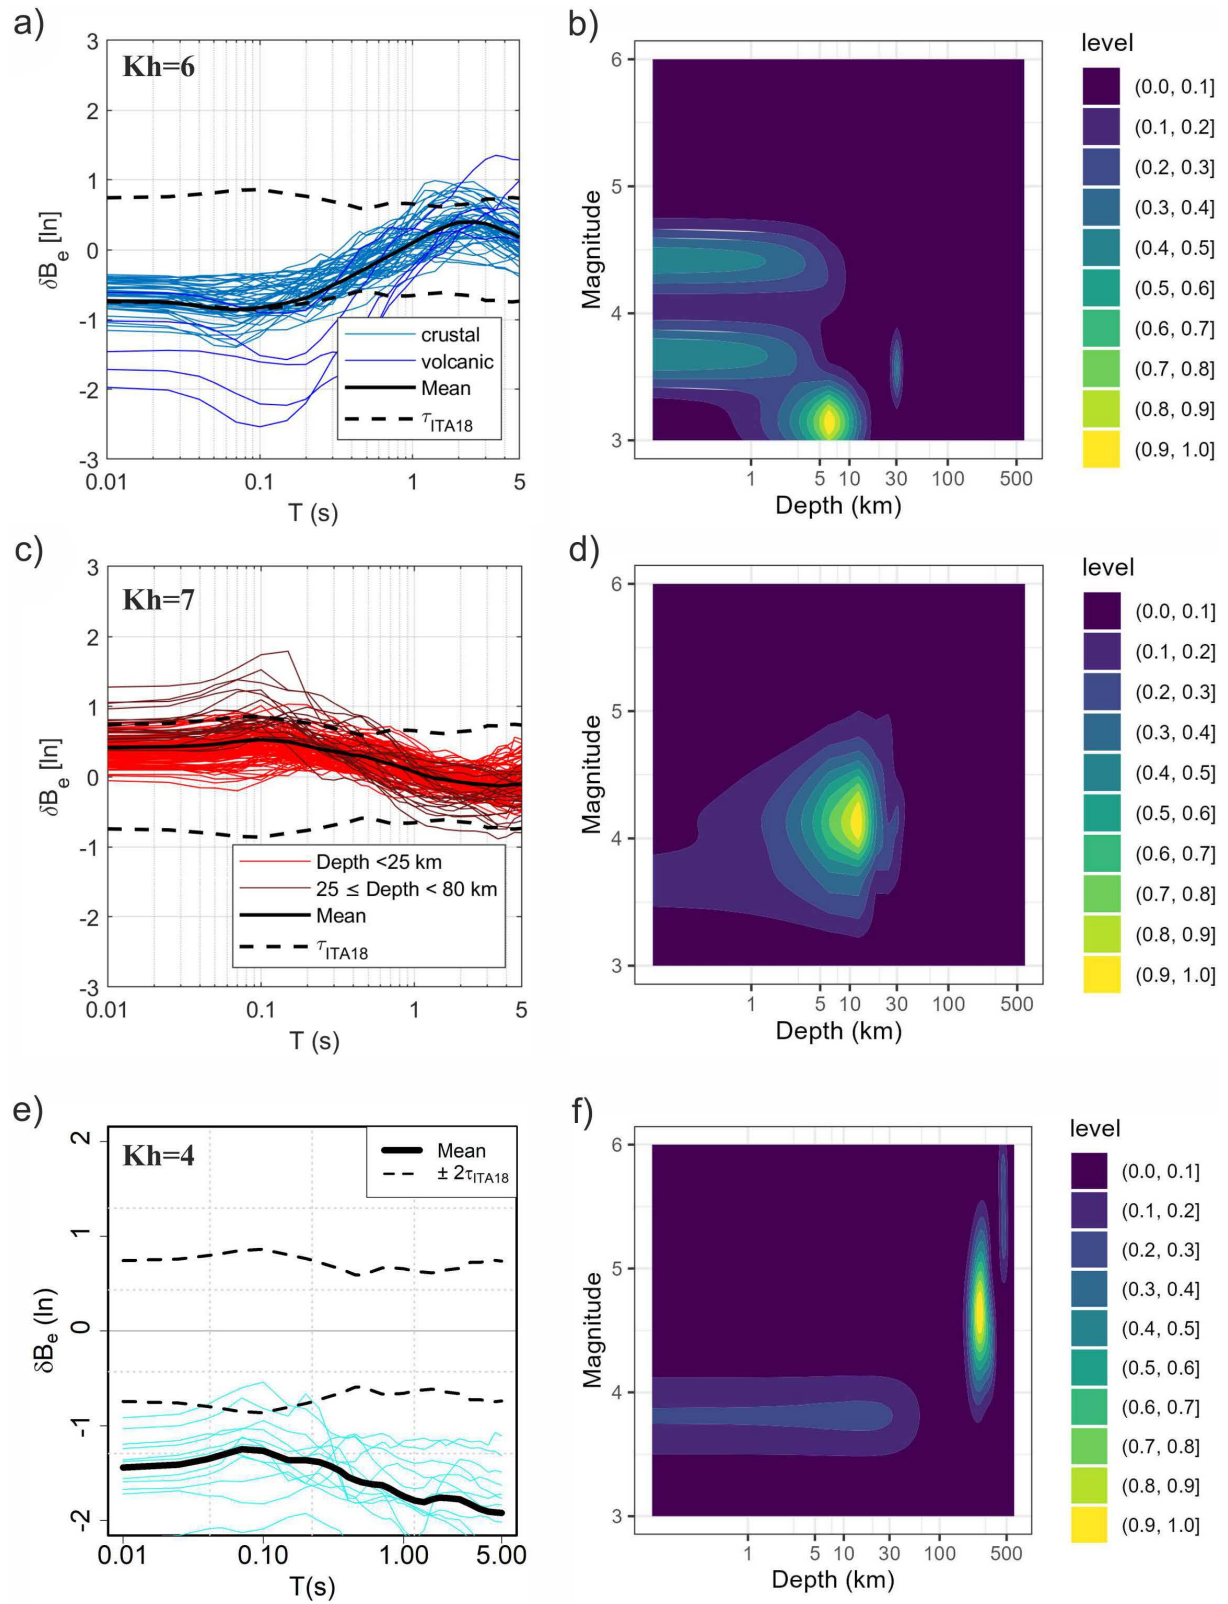 a)
Kh=6
3
2
1
0
-1
-2
-3
δBe [ln]
crustal
volcanic
Mean
τITA18
0.01 0.1 1 5
T (s)
b)
6
5
4
3
Magnitude
1 5 10 30 100 500
Depth (km)
level
(0.0, 0.1]
(0.1, 0.2]
(0.2, 0.3]
(0.3, 0.4]
(0.4, 0.5]
(0.5, 0.6]
(0.6, 0.7]
(0.7, 0.8]
(0.8, 0.9]
(0.9, 1.0]
c)
Kh=7
3
2
1
0
-1
-2
-3
δBe [ln]
Depth <25 km
25 ≤ Depth < 80 km
Mean
τITA18
0.01 0.1 1 5
T (s)
d)
6
5
4
3
Magnitude
1 5 10 30 100 500
Depth (km)
level
(0.0, 0.1]
(0.1, 0.2]
(0.2, 0.3]
(0.3, 0.4]
(0.4, 0.5]
(0.5, 0.6]
(0.6, 0.7]
(0.7, 0.8]
(0.8, 0.9]
(0.9, 1.0]
e)
Kh=4
Mean
± 2τITA18
2
1
0
-1
-2
δBe (ln)
0.01 0.10 1.00 5.00
T(s)
f)
6
5
4
3
Magnitude
1 5 10 30 100 500
Depth (km)
level
(0.0, 0.1]
(0.1, 0.2]
(0.2, 0.3]
(0.3, 0.4]
(0.4, 0.5]
(0.5, 0.6]
(0.6, 0.7]
(0.7, 0.8]
(0.8, 0.9]
(0.9, 1.0]